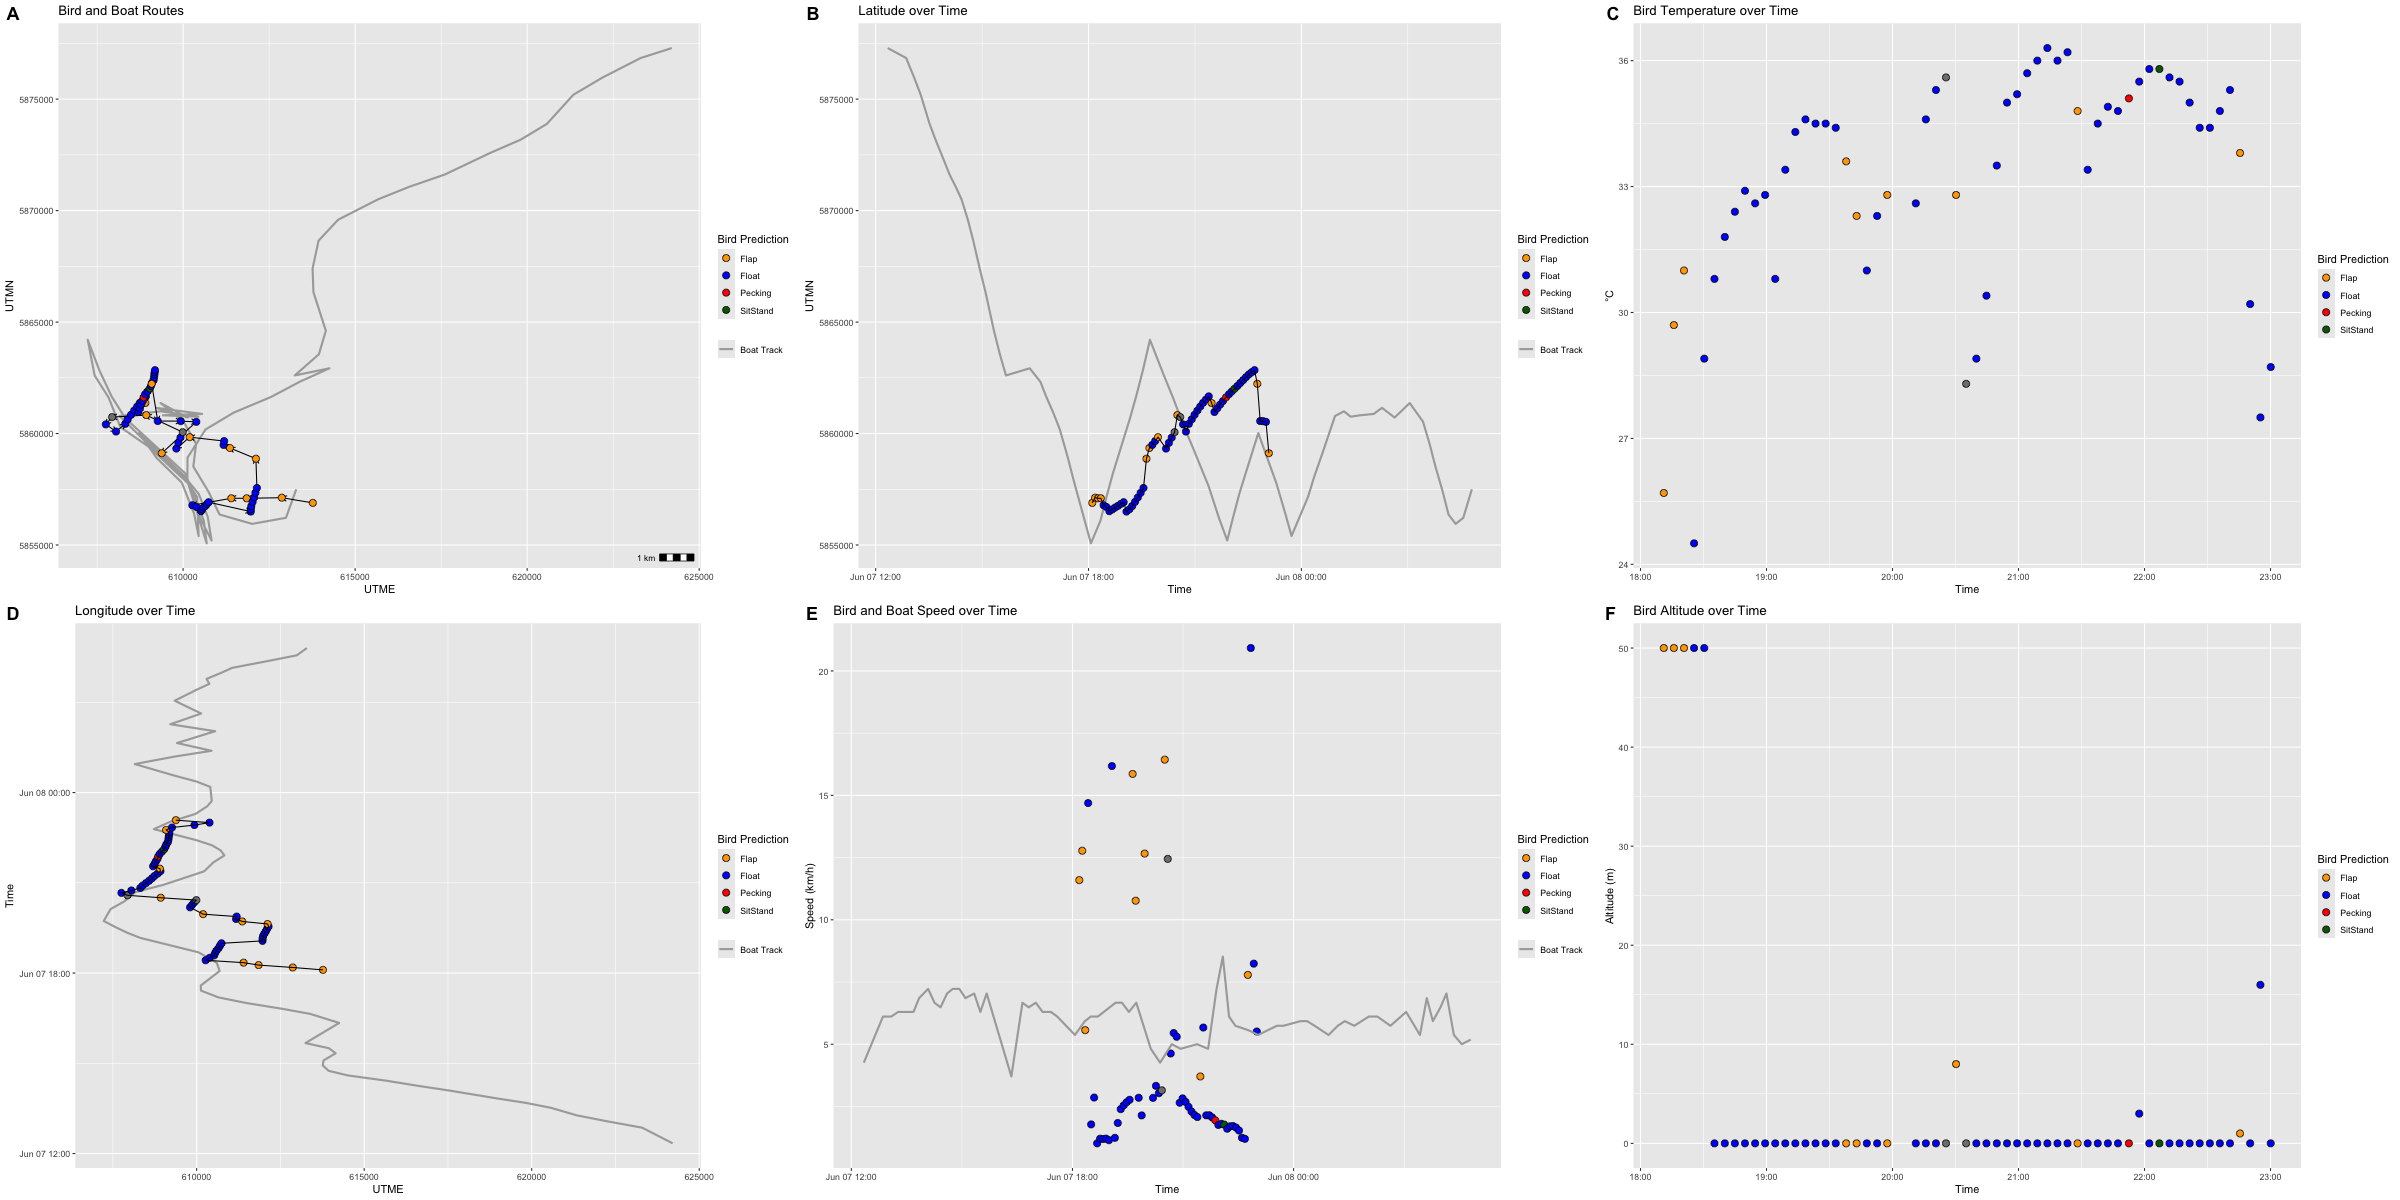 A Bird and Boat Routes
UTMN
5875000
5870000
5865000
5860000
5855000
610000 615000 620000 625000
UTME
1 km
Bird Prediction
Flap
Float
Pecking
SitStand
Boat Track
B Latitude over Time
UTMN
5875000
5870000
5865000
5860000
5855000
Jun 07 12:00 Jun 07 18:00 Jun 08 00:00
Time
Bird Prediction
Flap
Float
Pecking
SitStand
Boat Track
C Bird Temperature over Time
°C
36
33
30
27
24
18:00 19:00 20:00 21:00 22:00 23:00
Time
Bird Prediction
Flap
Float
Pecking
SitStand
D Longitude over Time
Time
Jun 08 00:00
Jun 07 18:00
Jun 07 12:00
610000 615000 620000 625000
UTME
Bird Prediction
Flap
Float
Pecking
SitStand
Boat Track
E Bird and Boat Speed over Time
Speed (km/h)
20
15
10
5
Jun 07 12:00 Jun 07 18:00 Jun 08 00:00
Time
Bird Prediction
Flap
Float
Pecking
SitStand
Boat Track
F Bird Altitude over Time
Altitude (m)
50
40
30
20
10
0
18:00 19:00 20:00 21:00 22:00 23:00
Time
Bird Prediction
Flap
Float
Pecking
SitStand